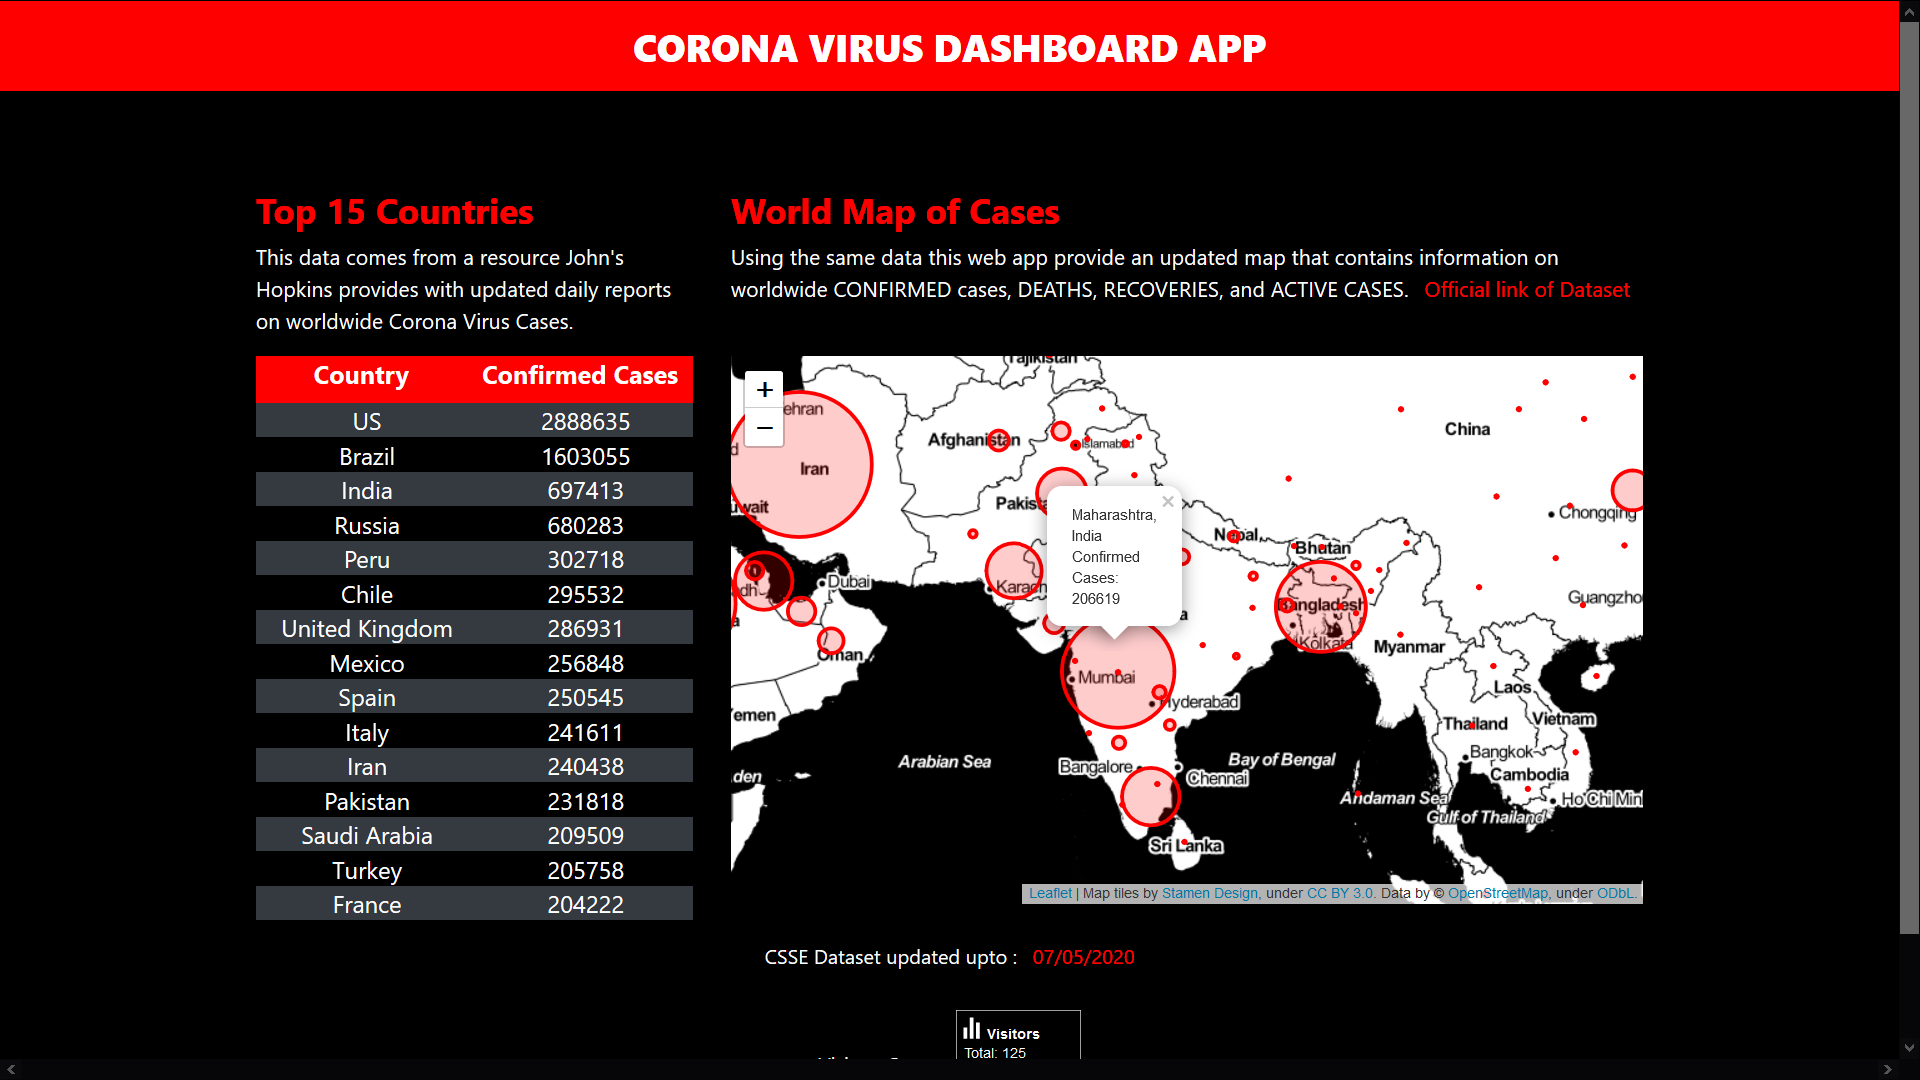 CORONA VIRUS DASHBOARD APP
Top 15 Countries
This data comes from a resource John's
Hopkins provides with updated daily reports
on worldwide Corona Virus Cases.
Country Confirmed Cases
US 2888635
Brazil 1603055
India 697413
Russia 680283
Peru 302718
Chile 295532
United Kingdom 286931
Mexico 256848
Spain 250545
Italy 241611
Iran 240438
Pakistan 231818
Saudi Arabia 209509
Turkey 205758
France 204222
World Map of Cases
Using the same data this web app provide an updated map that contains information on
worldwide CONFIRMED cases, DEATHS, RECOVERIES, and ACTIVE CASES. Official link of Dataset
+
−
Tajikistan
ehran
Afghanistan
Islamabad
China
Iran
Pakist
uwait
Chongqing
Maharashtra,
India
Confirmed
Cases:
206619
×
Nepal
Bhutan
Dubai
Karach
dh
Bangladesh
Guangzho
Kolkata
Myanmar
Oman
Mumbai
Hyderabad
Laos
Yemen
Thailand
Vietnam
Arabian Sea
Bay of Bengal
Bangkok
Bangalore
Chennai
Cambodia
den
Andaman Sea
Ho Chi Min
Gulf of Thailand
Sri Lanka
Leaflet | Map tiles by Stamen Design, under CC BY 3.0. Data by © OpenStreetMap, under ODbL.
CSSE Dataset updated upto : 07/05/2020
Visitors
Total: 125